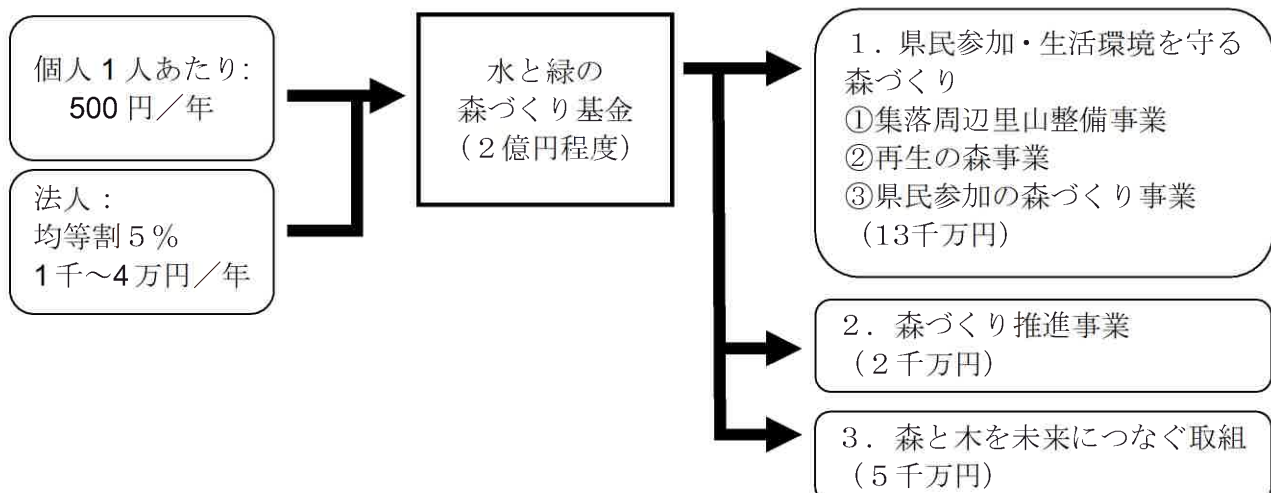 個人1人あたり:
500円／年
法人：
均等割５％
1千～4万円／年
水と緑の
森づくり基金
（２億円程度）
１．県民参加・生活環境を守る
森づくり
①集落周辺里山整備事業
②再生の森事業
③県民参加の森づくり事業
（13千万円）
２．森づくり推進事業
（２千万円）
３．森と木を未来につなぐ取組
（５千万円）